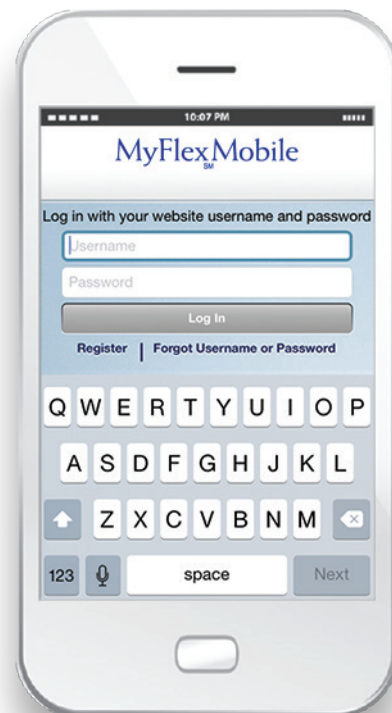 10:07 PM
MyFlexMobile
SM
Log in with your website username and password
Username
Password
Log In
Register | Forgot Username or Password
Q W E R T Y U I O P
A S D F G H J K L
Z X C V B N M
123 space Next